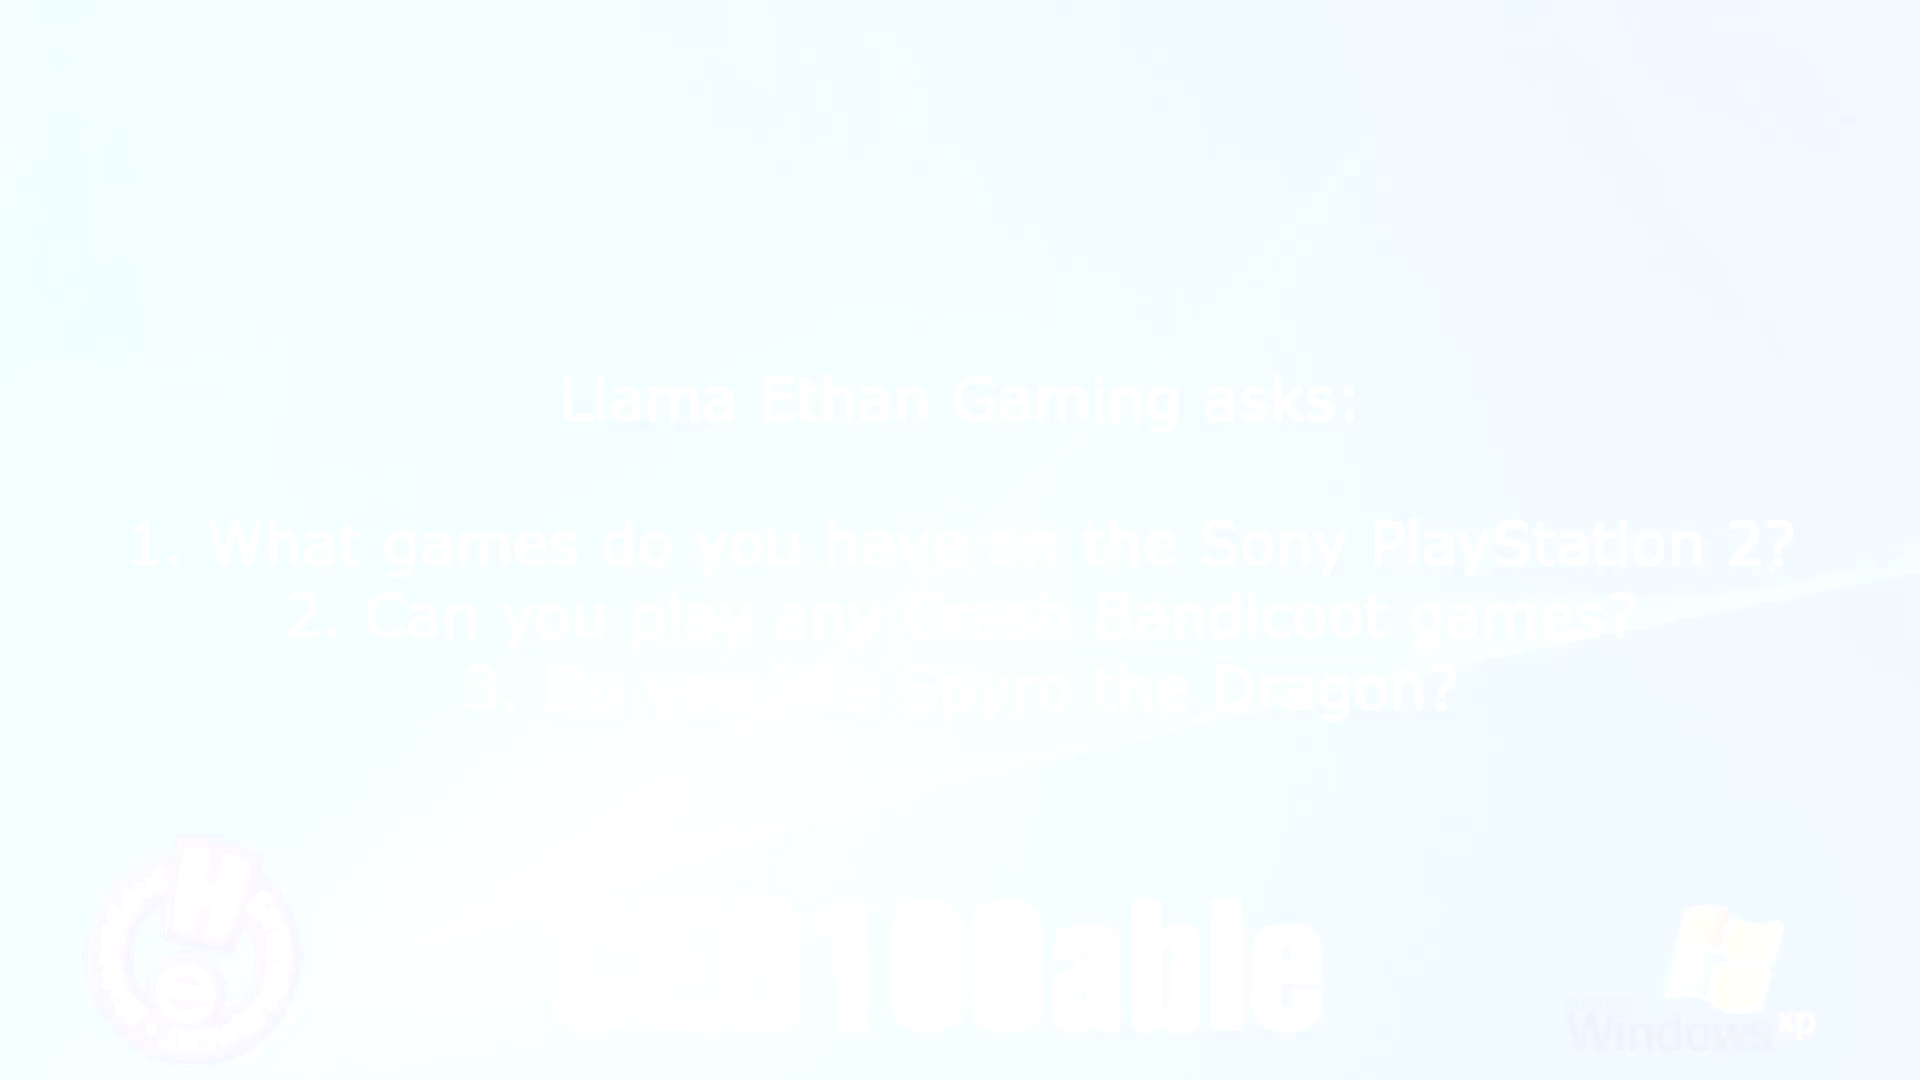 Llama Ethan Gaming asks:
1. What games do you have on the Sony PlayStation 2?
2. Can you play any Crash Bandicoot games?
3. Do you like Spyro the Dragon?
H
e
GEO100able
Windows xp